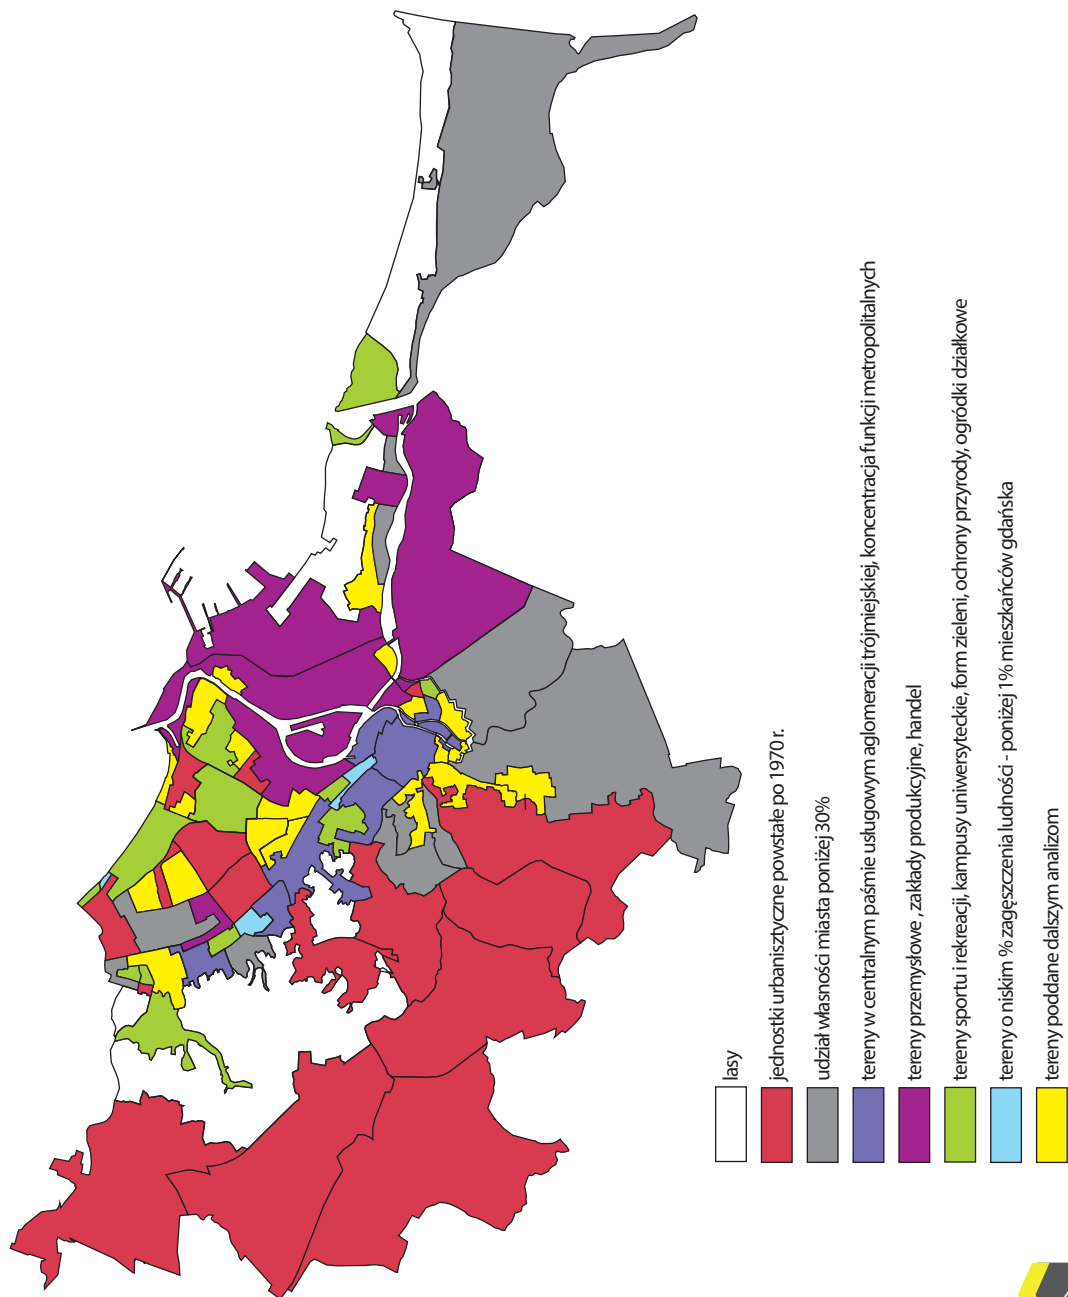 lasy
jednostki urbanisztyczne powstałe po 1970 r.
udział własności miasta poniżej 30%
tereny w centralnym paśnie usługowym aglomeracji trójmiejskiej, koncentracja funkcji metropolitalnych
tereny przemysłowe , zakłady produkcyjne, handel
tereny sportu i rekreacji, kampusy uniwersyteckie, form zieleni, ochrony przyrody, ogródki działkowe
tereny o niskim % zagęszczenia ludności - poniżej 1% mieszkańców gdańska
tereny poddane dalszym analizom